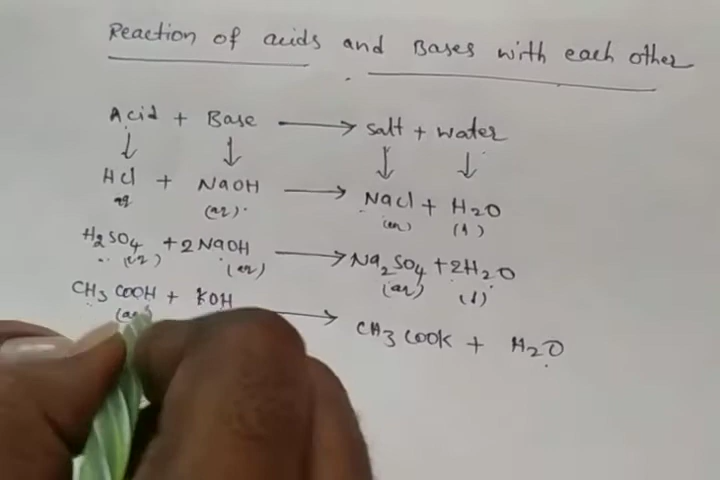 Reaction of acids and Bases with each other
Acid + Base → salt + water
HCl + NaOH → NaCl + H2O
aq (aq) (aq) (l)
H2SO4 + 2NaOH → Na2SO4 + 2H2O
(aq) (aq) (aq) (l)
CH3COOH + KOH → CH3COOK + H2O